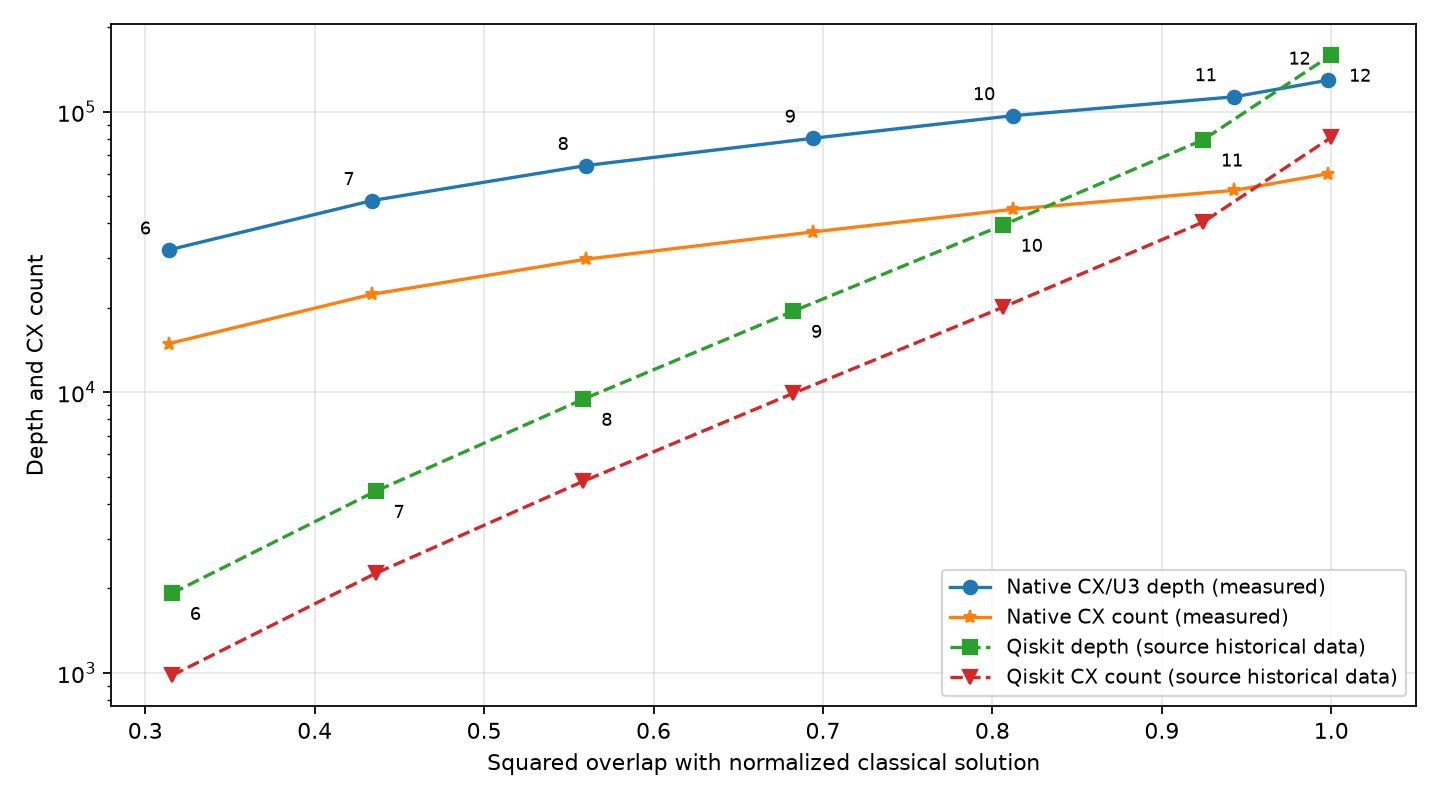 12
11
12
10
10⁵
9
8
11
7
6
10
9
Depth and CX count
10⁴
8
7
Native CX/U3 depth (measured)
6
Native CX count (measured)
Qiskit depth (source historical data)
10³
Qiskit CX count (source historical data)
0.3 0.4 0.5 0.6 0.7 0.8 0.9 1.0
Squared overlap with normalized classical solution